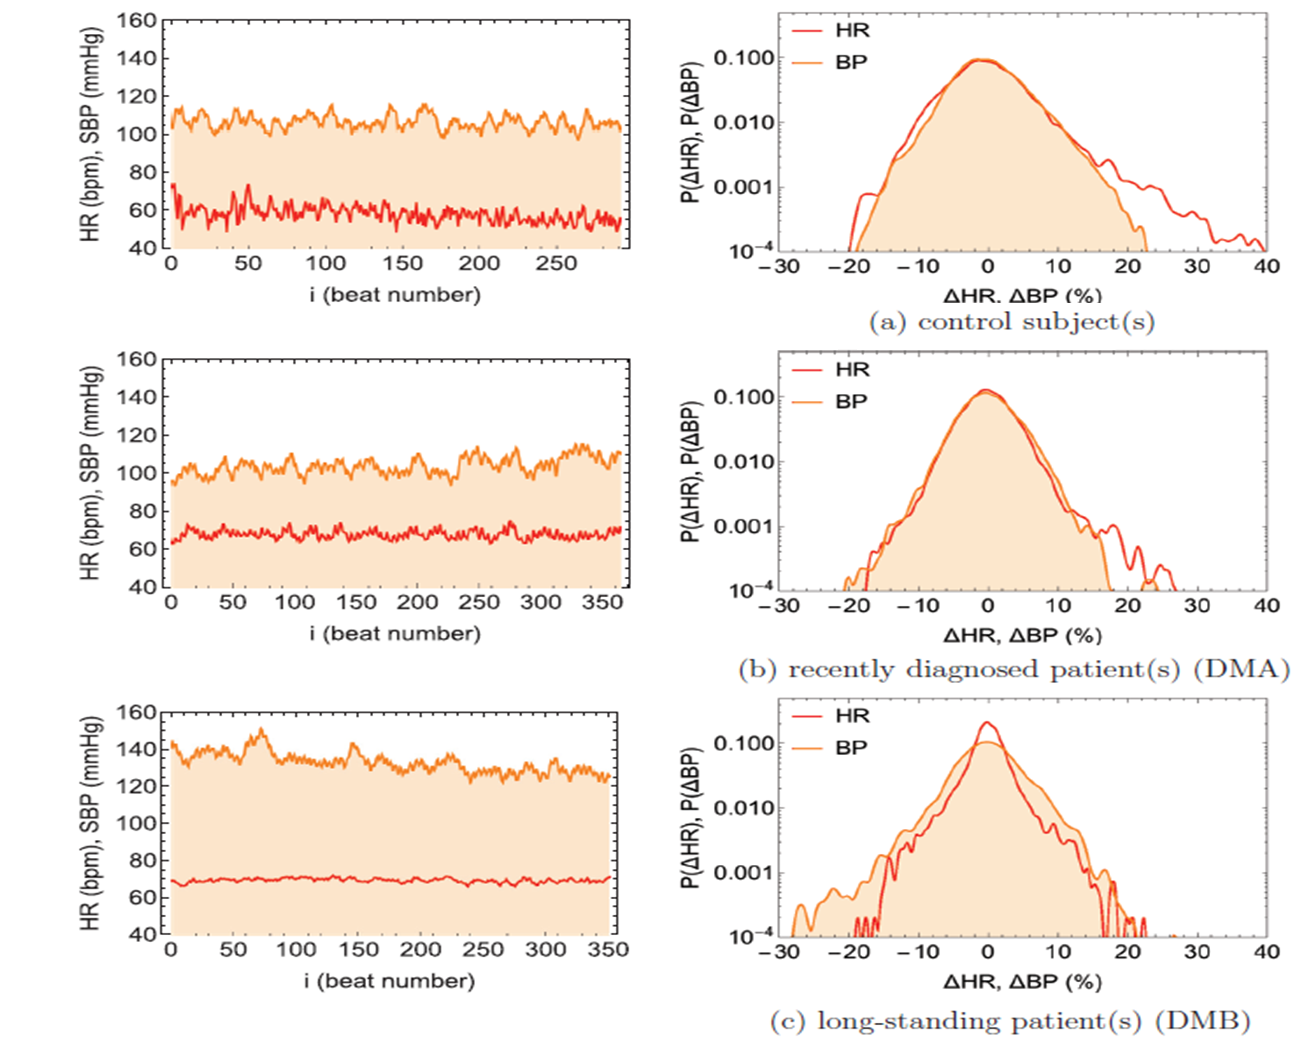 HR (bpm), SBP (mmHg)
160
140
120
100
80
60
40
0 50 100 150 200 250
i (beat number)
P(ΔHR), P(ΔBP)
HR
BP
0.100
0.010
0.001
10⁻⁴
−30 −20 −10 0 10 20 30 40
ΔHR, ΔBP (%)
(a) control subject(s)
HR (bpm), SBP (mmHg)
160
140
120
100
80
60
40
0 50 100 150 200 250 300 350
i (beat number)
P(ΔHR), P(ΔBP)
HR
BP
0.100
0.010
0.001
10⁻⁴
−30 −20 −10 0 10 20 30 40
ΔHR, ΔBP (%)
(b) recently diagnosed patient(s) (DMA)
HR (bpm), SBP (mmHg)
160
140
120
100
80
60
40
0 50 100 150 200 250 300 350
i (beat number)
P(ΔHR), P(ΔBP)
HR
BP
0.100
0.010
0.001
10⁻⁴
−30 −20 −10 0 10 20 30 40
ΔHR, ΔBP (%)
(c) long-standing patient(s) (DMB)